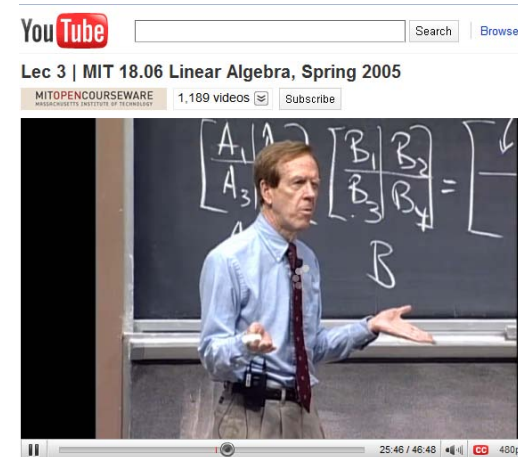 YouTube
Search
Browse
Lec 3 | MIT 18.06 Linear Algebra, Spring 2005
MITOPENCOURSEWARE
MASSACHUSETTS INSTITUTE OF TECHNOLOGY
1,189 videos
Subscribe
A1 B1 B2
A3 B3 B4 =
B
25:46 / 46:48
CC
480p